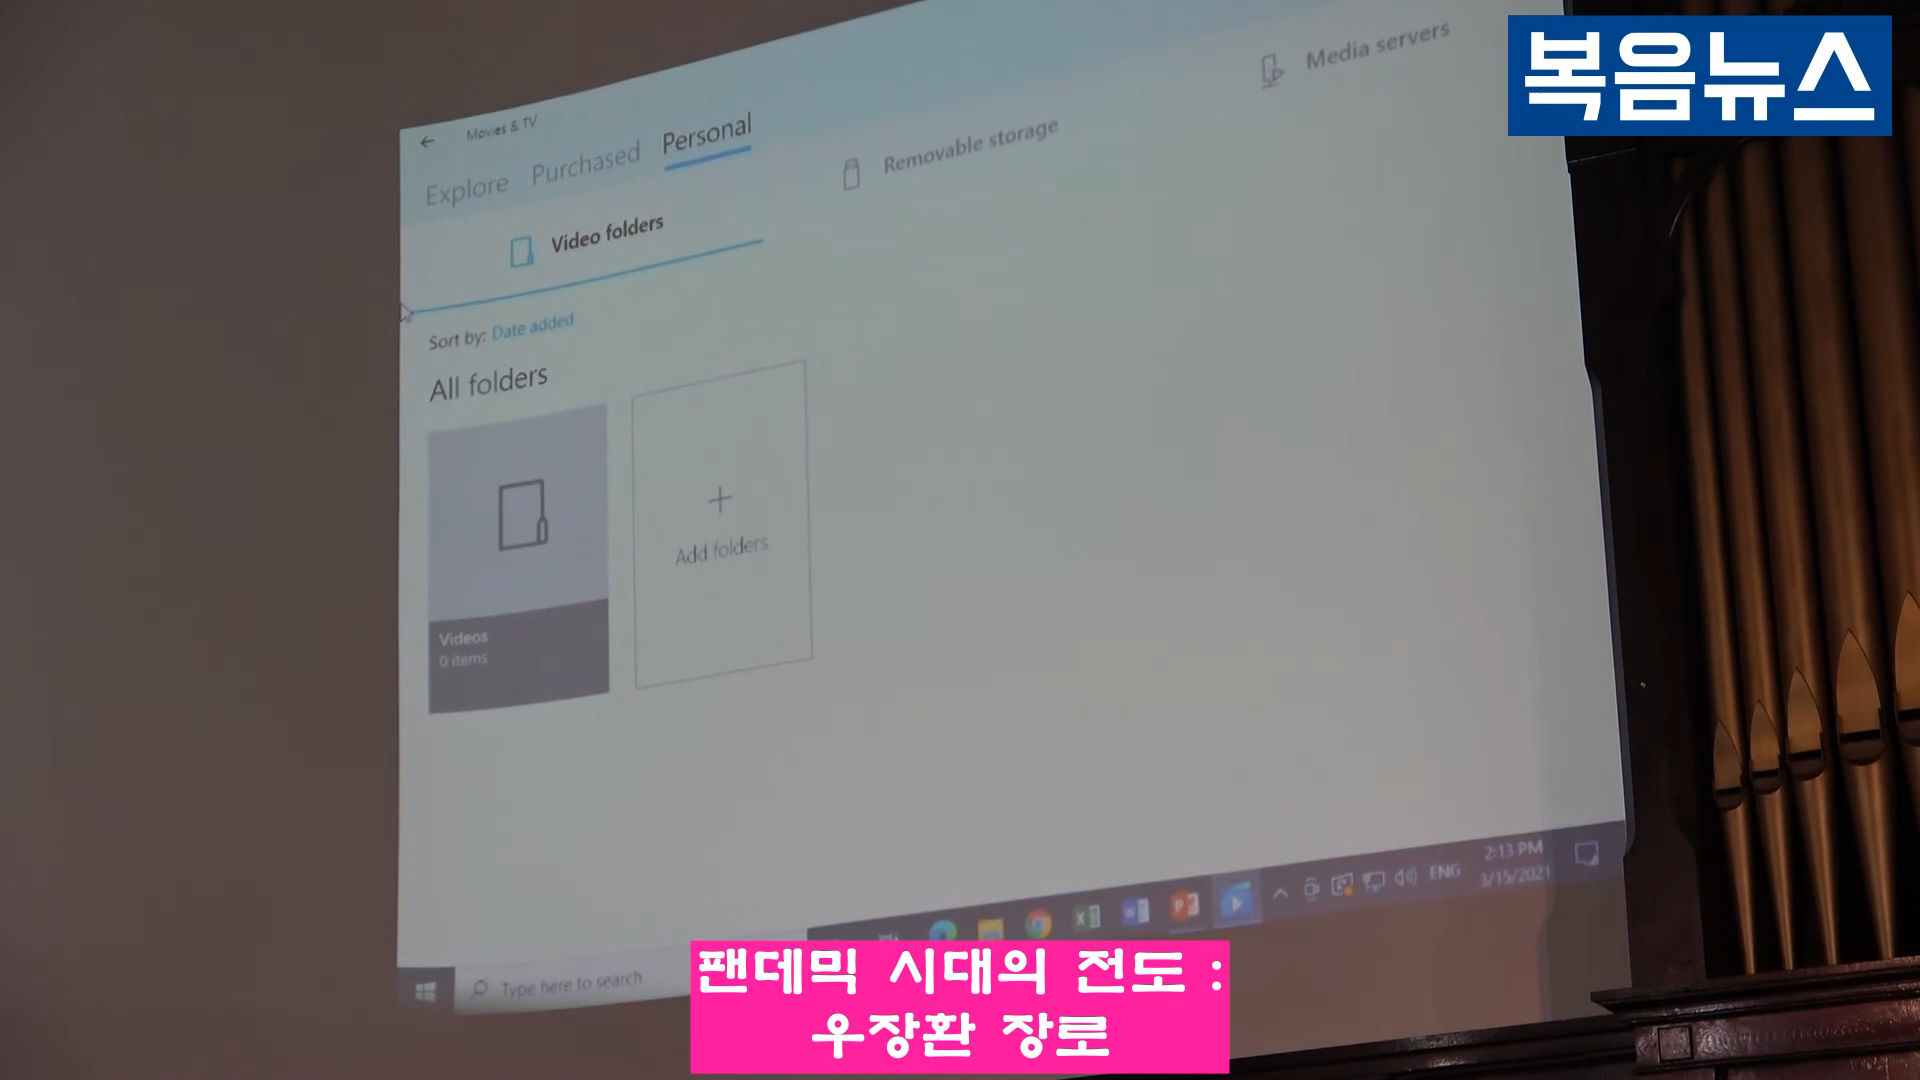 복음뉴스
Movies & TV
Explore Purchased Personal
Video folders
Removable storage
Media servers
Sort by: Date added
All folders
Add folders
Videos
0 items
2:13 PM
ENG
3/15/2021
Type here to search
팬데믹 시대의 전도 :
우장환 장로